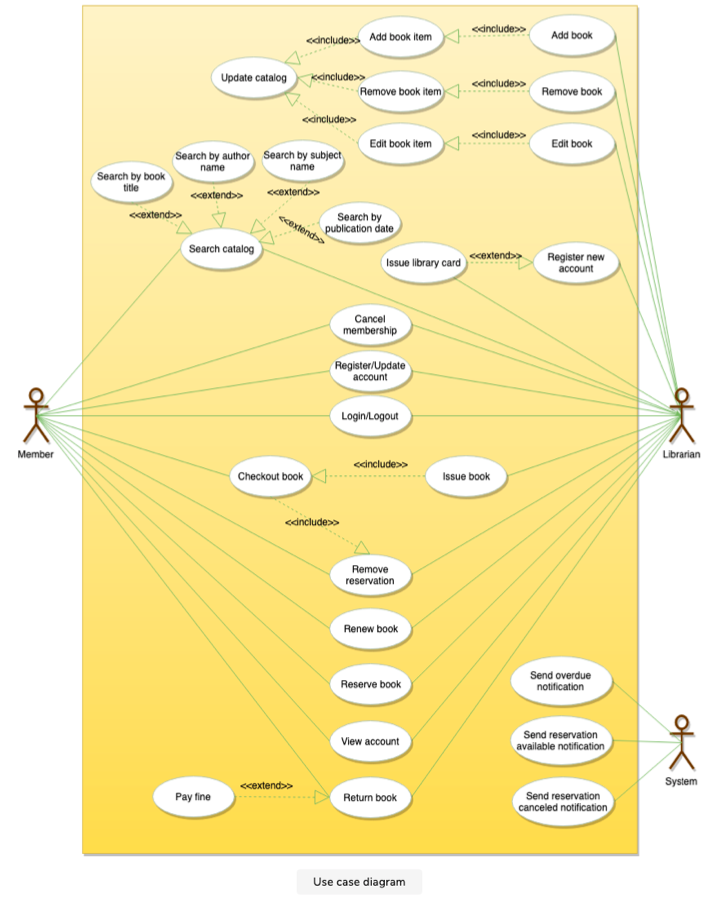 <<include>>
Add book item
<<include>>
Add book
Update catalog
<<include>>
Remove book item
<<include>>
Remove book
<<include>>
Edit book item
<<include>>
Edit book
Search by book
title
Search by author
name
Search by subject
name
<<extend>>
<<extend>>
<<extend>>
<<extend>>
Search by
publication date
Search catalog
Issue library card
<<extend>>
Register new
account
Cancel
membership
Register/Update
account
Login/Logout
Member
Librarian
Checkout book
<<include>>
Issue book
<<include>>
Remove
reservation
Renew book
Reserve book
Send overdue
notification
View account
Send reservation
available notification
System
Pay fine
<<extend>>
Return book
Send reservation
canceled notification
Use case diagram